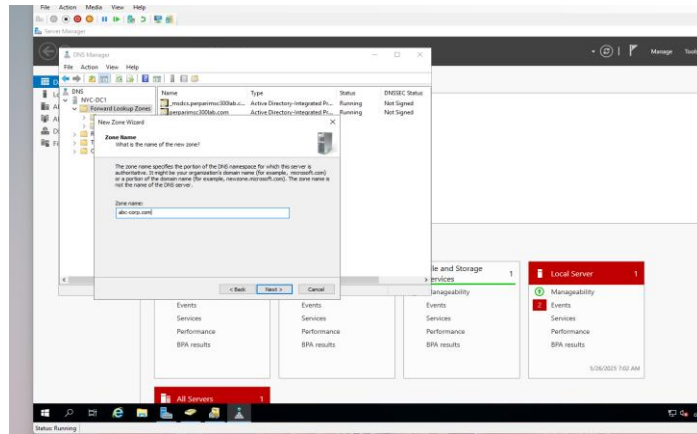 File Action Media View Help
Server Manager
Manage
DNS Manager
File Action View Help
DNS
NYC-DC1
Forward Lookup Zones
Name Type Status DNSSEC Status
Active Directory-Integrated Pr... Running Not Signed
Active Directory-Integrated Pr... Running Not Signed
New Zone Wizard
Zone Name
What is the name of the new zone?
The zone name specifies the portion of the DNS namespace for which this server is
authoritative. It might be your organization's domain name (for example, microsoft.com)
or a portion of the domain name (for example, newzone.microsoft.com). The zone name is
not the name of the DNS server.
Zone name:
abc-corp.com
< Back Next > Cancel
Events
Services
Performance
BPA results
Events
Services
Performance
BPA results
le and Storage 1
ervices
anageability
Events
Services
Performance
BPA results
Local Server 1
Manageability
2 Events
Services
Performance
BPA results
5/26/2025 7:02 AM
All Servers 1
Status: Running